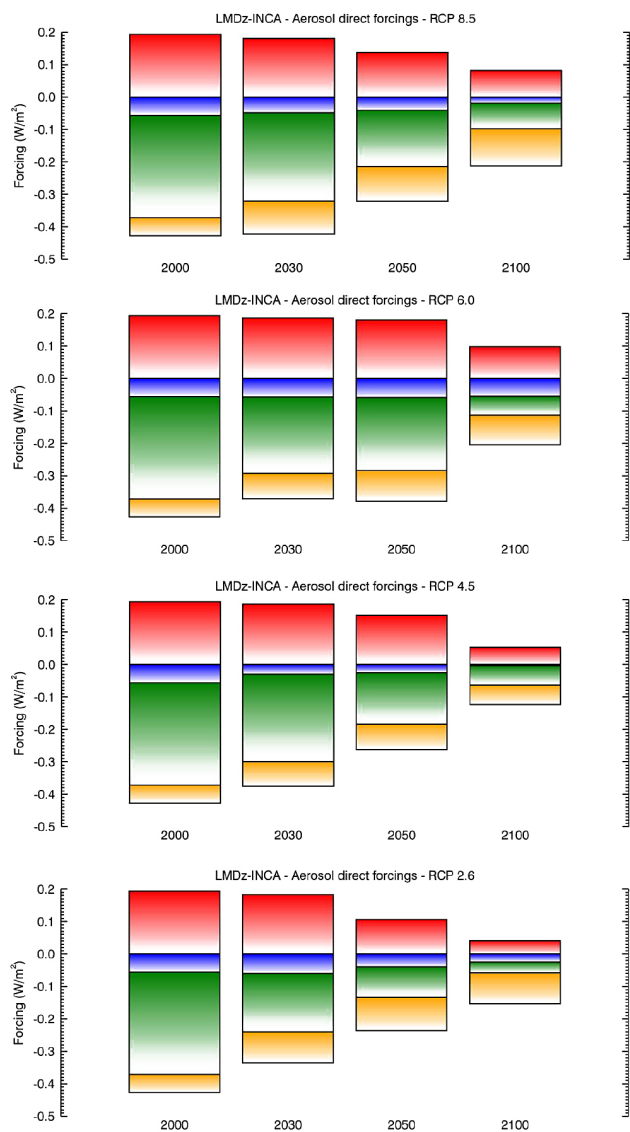 LMDz-INCA - Aerosol direct forcings - RCP 8.5
0.2
0.1
0.0
-0.1
-0.2
-0.3
-0.4
-0.5
Forcing (W/m²)
2000 2030 2050 2100
LMDz-INCA - Aerosol direct forcings - RCP 6.0
0.2
0.1
0.0
-0.1
-0.2
-0.3
-0.4
-0.5
Forcing (W/m²)
2000 2030 2050 2100
LMDz-INCA - Aerosol direct forcings - RCP 4.5
0.2
0.1
0.0
-0.1
-0.2
-0.3
-0.4
-0.5
Forcing (W/m²)
2000 2030 2050 2100
LMDz-INCA - Aerosol direct forcings - RCP 2.6
0.2
0.1
0.0
-0.1
-0.2
-0.3
-0.4
-0.5
Forcing (W/m²)
2000 2030 2050 2100